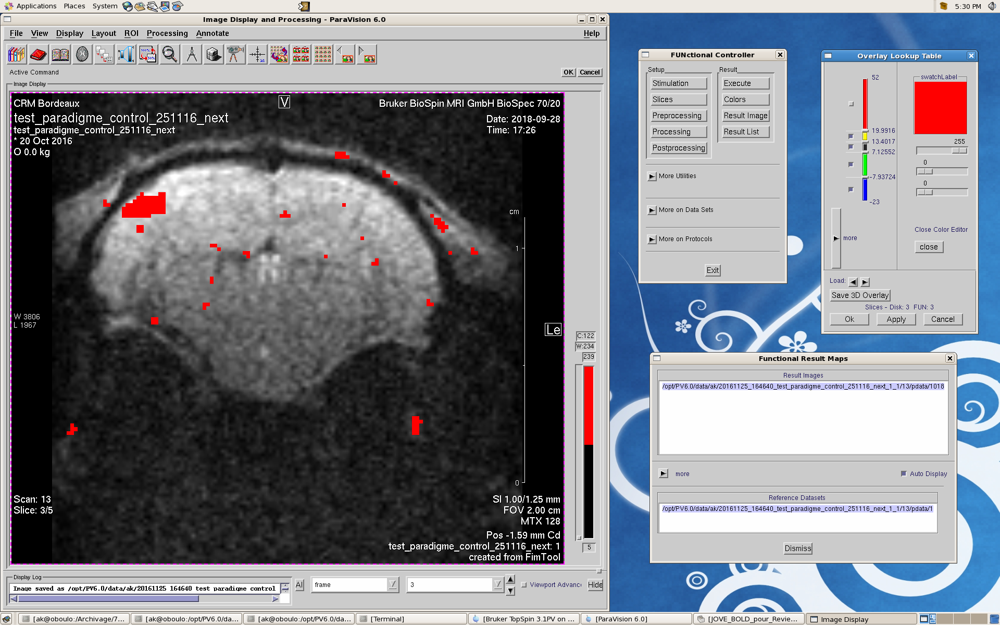 Applications Places System
5:30 PM
Image Display and Processing - ParaVision 6.0
File View Display Layout ROI Processing Annotate Help
Active Command
OK Cancel
Image Display
CRM Bordeaux
test_paradigme_control_251116_next
test_paradigme_control_251116_next
* 20 Oct 2016
O 0.0 kg
V
Bruker BioSpin MRI GmbH BioSpec 70/20
Date: 2018-09-28
Time: 17:26
cm
1
0
W 3806
L 1967
Le
Scan: 13
Slice: 3/5
SI 1.00/1.25 mm
FOV 2.00 cm
MTX 128
Pos -1.59 mm Cd
test_paradigme_control_251116_next: 1
created from FimTool
C:122
W:234
239
5
Display Log
Image saved as /opt/PV6.0/data/ak/20161125_164640_test_paradigme_control
Al
frame
3
Viewport Advanc
Hide
FUNctional Controller
Setup
Stimulation
Slices
Preprocessing
Processing
Postprocessing
Result
Execute
Colors
Result Image
Result List
More Utilities
More on Data Sets
More on Protocols
Exit
Overlay Lookup Table
52
19.9916
13.4017
7.12552
-7.93724
-23
more
swatchLabel
255
0
0
Close Color Editor
close
Load:
Save 3D Overlay
Slices - Disk: 3 FUN: 3
Ok Apply Cancel
Functional Result Maps
Result Images
/opt/PV6.0/data/ak/20161125_164640_test_paradigme_control_251116_next_1_1/13/pdata/1018
more
Auto Display
Reference Datasets
/opt/PV6.0/data/ak/20161125_164640_test_paradigme_control_251116_next_1_1/13/pdata/1
Dismiss
[ak@oboulo:/Archivage/7...
[ak@oboulo:/opt/PV6.0/da...
[ak@oboulo:/opt/PV6.0/da...
[Terminal]
[Bruker TopSpin 3.1PV on ...
[ParaVision 6.0]
[JOVE_BOLD_pour_Revie...
Image Display